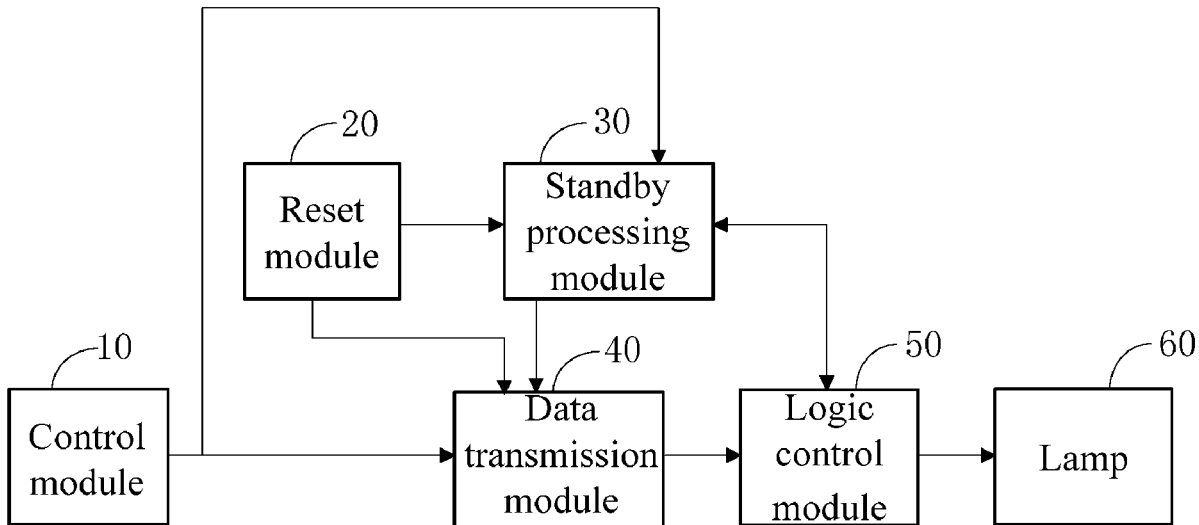 20
30
Reset
module
Standby
processing
module
10
40
50
60
Control
module
Data
transmission
module
Logic
control
module
Lamp